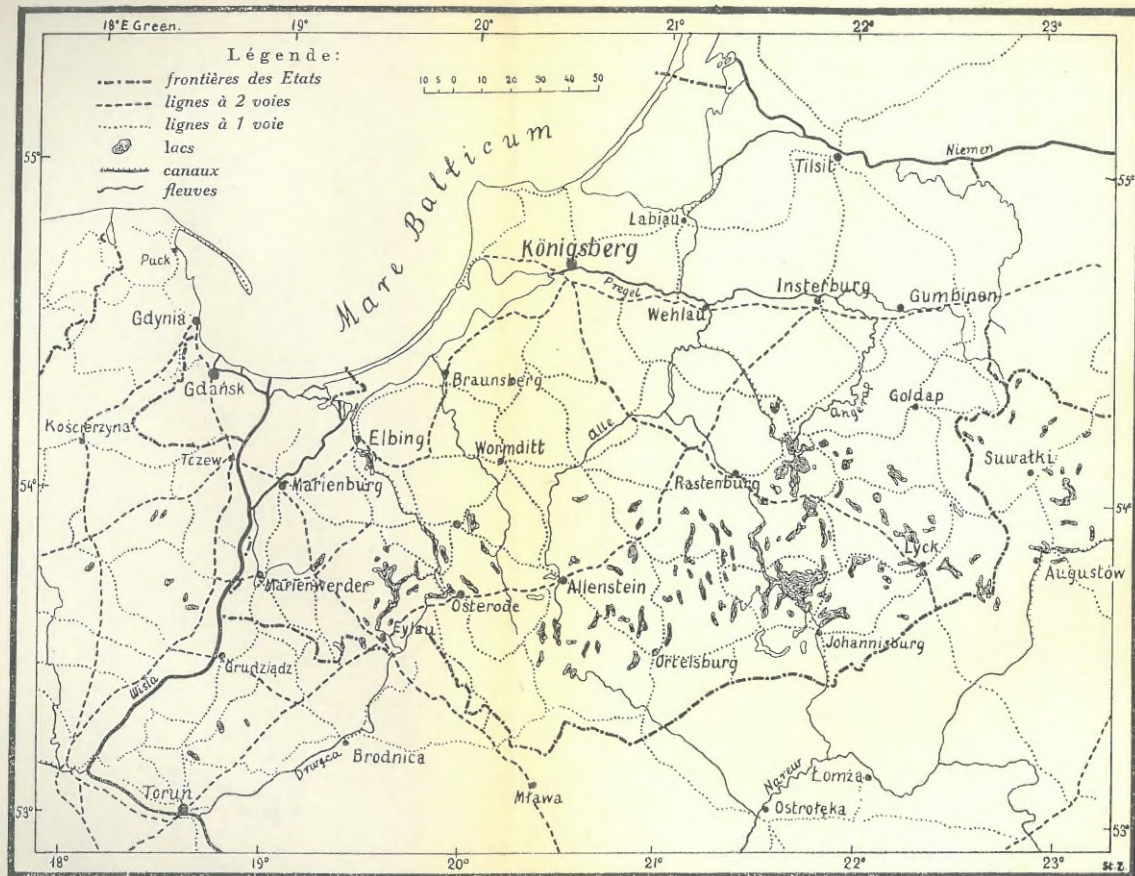 18°E Green.
19°
20°
21°
22°
23°
Légende:
frontières des Etats
lignes à 2 voies
lignes à 1 voie
lacs
canaux
fleuves
10 5 0 10 20 30 40 50
Mare Balticum
55°
55°
Niemen
Tilsit
Labiau
Puck
Königsberg
Pregel
Insterburg
Gumbinen
Wehlau
Gdynia
Gdańsk
Braunsberg
Angerap
Goldap
Kościerzyna
Elbing
Alle
Tczew
Wormditt
Suwałki
Rastenburg
54°
Marienburg
54°
Lyck
Augustów
Marienwerder
Allenstein
Osterode
Eylau
Johannisburg
Ortelsburg
Grudziądz
Wisła
Drwęca
Brodnica
Narew
Łomża
Toruń
Mława
Ostrołęka
53°
53°
18°
19°
20°
21°
22°
23°
St.Z.